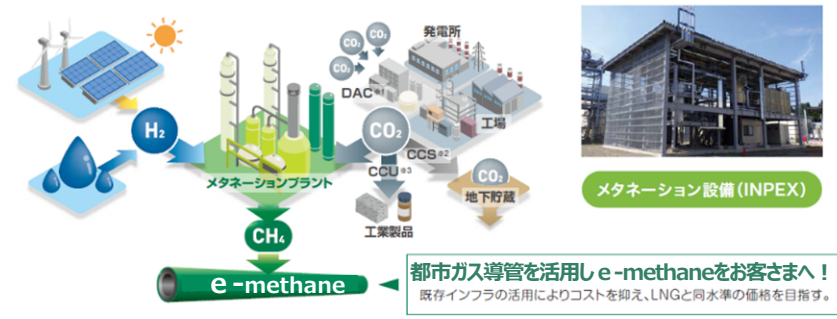 発電所
CO₂
CO₂
CO₂
DAC※1
工場
H₂
CO₂
CCS※2
CCU※3
メタネーションプラント
CO₂
地下貯蔵
工業製品
CH₄
e-methane
メタネーション設備(INPEX)
都市ガス導管を活用しe-methaneをお客さまへ!
既存インフラの活用によりコストを抑え、LNGと同水準の価格を目指す。